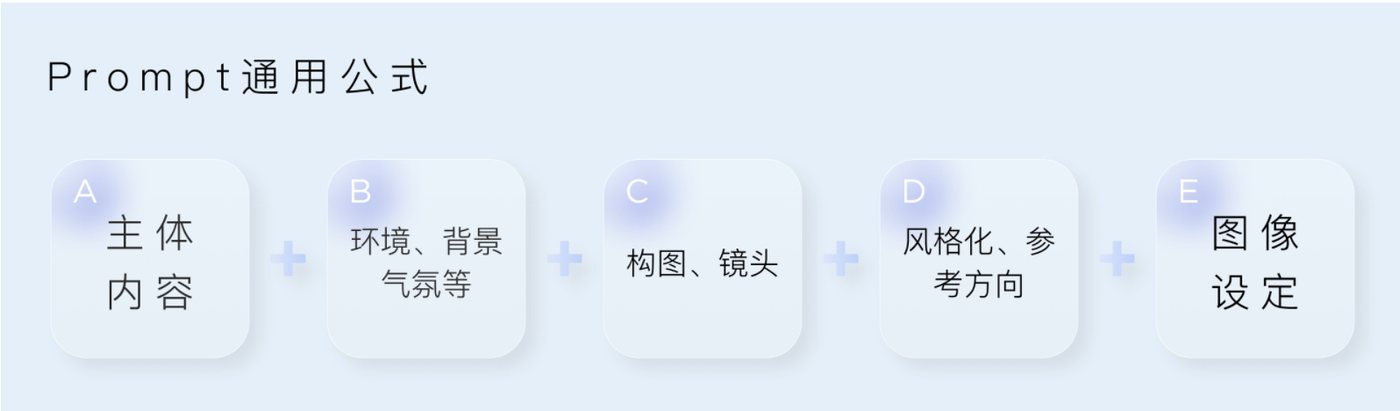 Prompt通用公式
A
主体
内容
B
环境、背景
气氛等
C
构图、镜头
D
风格化、参
考方向
E
图像
设定